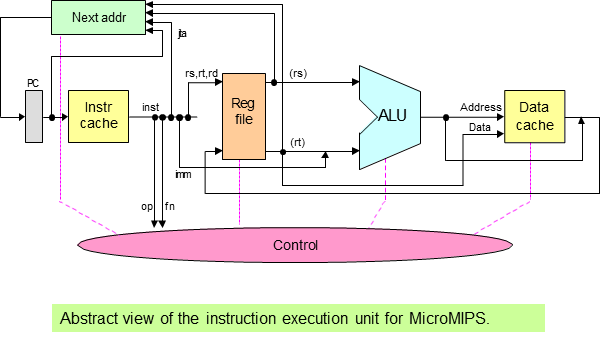 Next addr
jta
PC
rs,rt,rd
(rs)
Instr
cache
inst
Reg
file
ALU
Address
Data
Data
cache
(rt)
imm
op
fn
Control
Abstract view of the instruction execution unit for MicroMIPS.